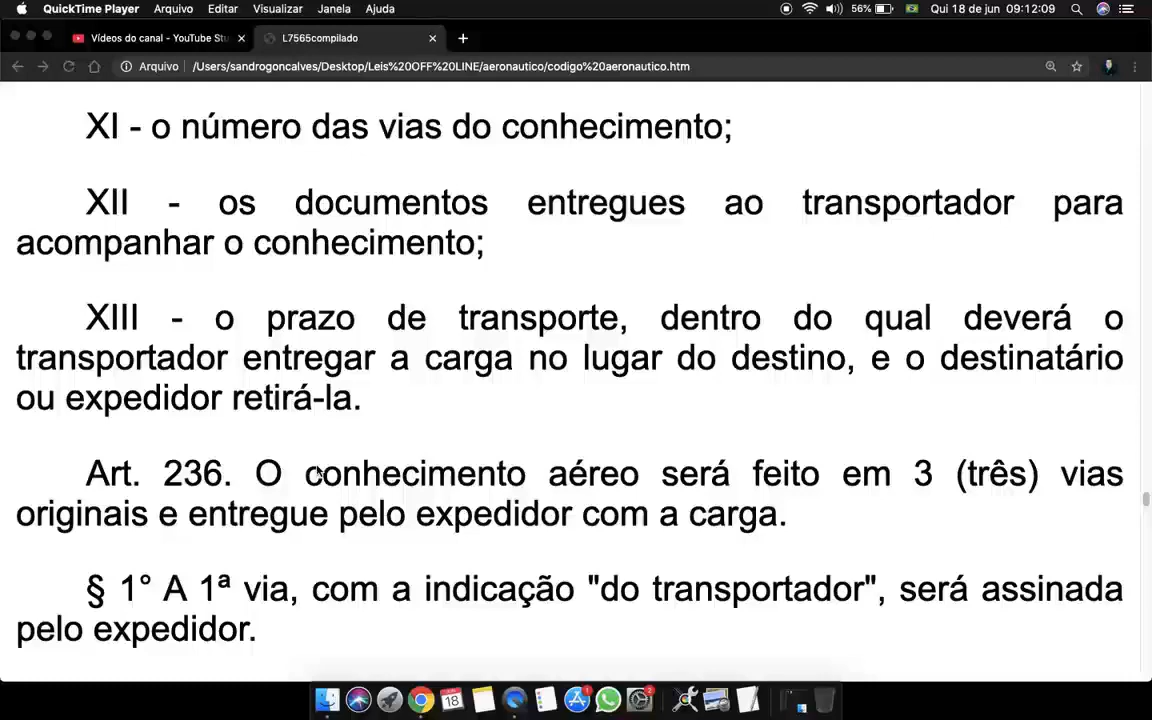 QuickTime Player Arquivo Editar Visualizar Janela Ajuda 56% Qui 18 de jun 09:12:09
Vídeos do canal - YouTube Stu L7565compilado
Arquivo /Users/sandrogoncalves/Desktop/Leis%20OFF%20LINE/aeronautico/codigo%20aeronautico.htm
XI - o número das vias do conhecimento;
XII - os documentos entregues ao transportador para
acompanhar o conhecimento;
XIII - o prazo de transporte, dentro do qual deverá o
transportador entregar a carga no lugar do destino, e o destinatário
ou expedidor retirá-la.
Art. 236. O conhecimento aéreo será feito em 3 (três) vias
originais e entregue pelo expedidor com a carga.
§ 1° A 1ª via, com a indicação "do transportador", será assinada
pelo expedidor.
18
1
2